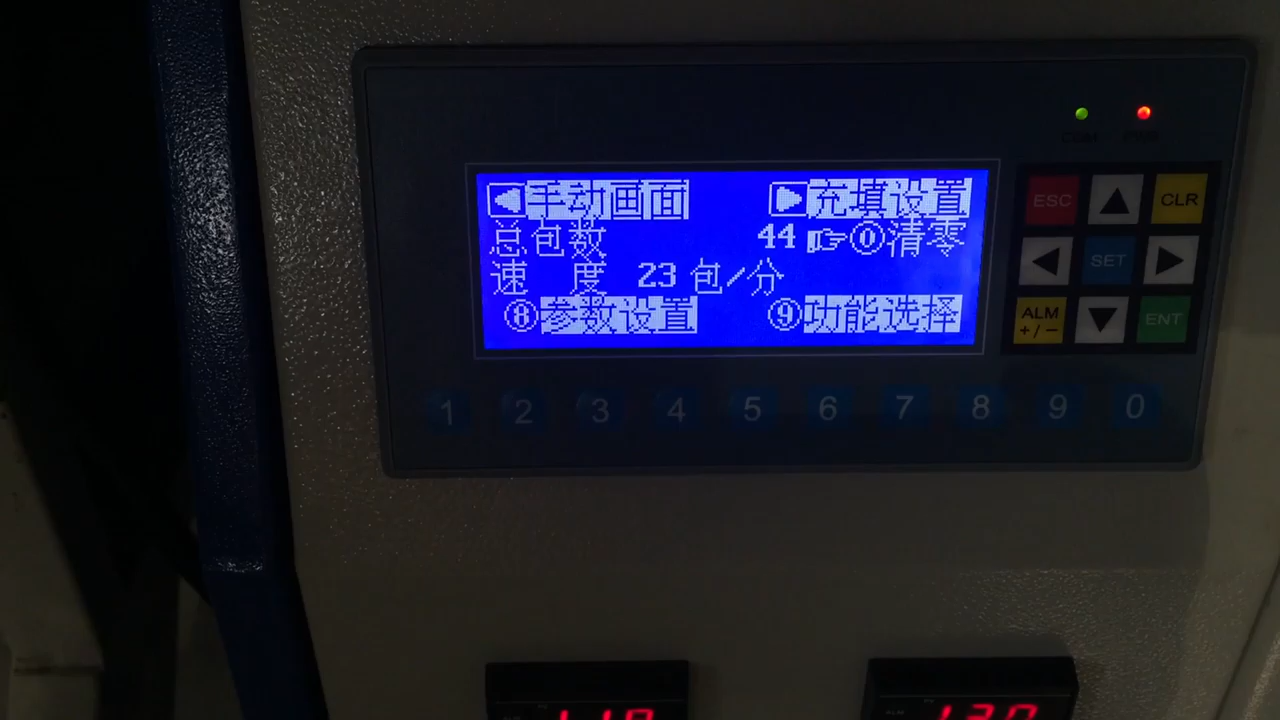 手动画面 充填设置
总包数 44 ⓪清零
速 度 23 包/分
⑧参数设置 ⑨功能选择
ESC CLR
SET
ALM +/- ENT
1 2 3 4 5 6 7 8 9 0